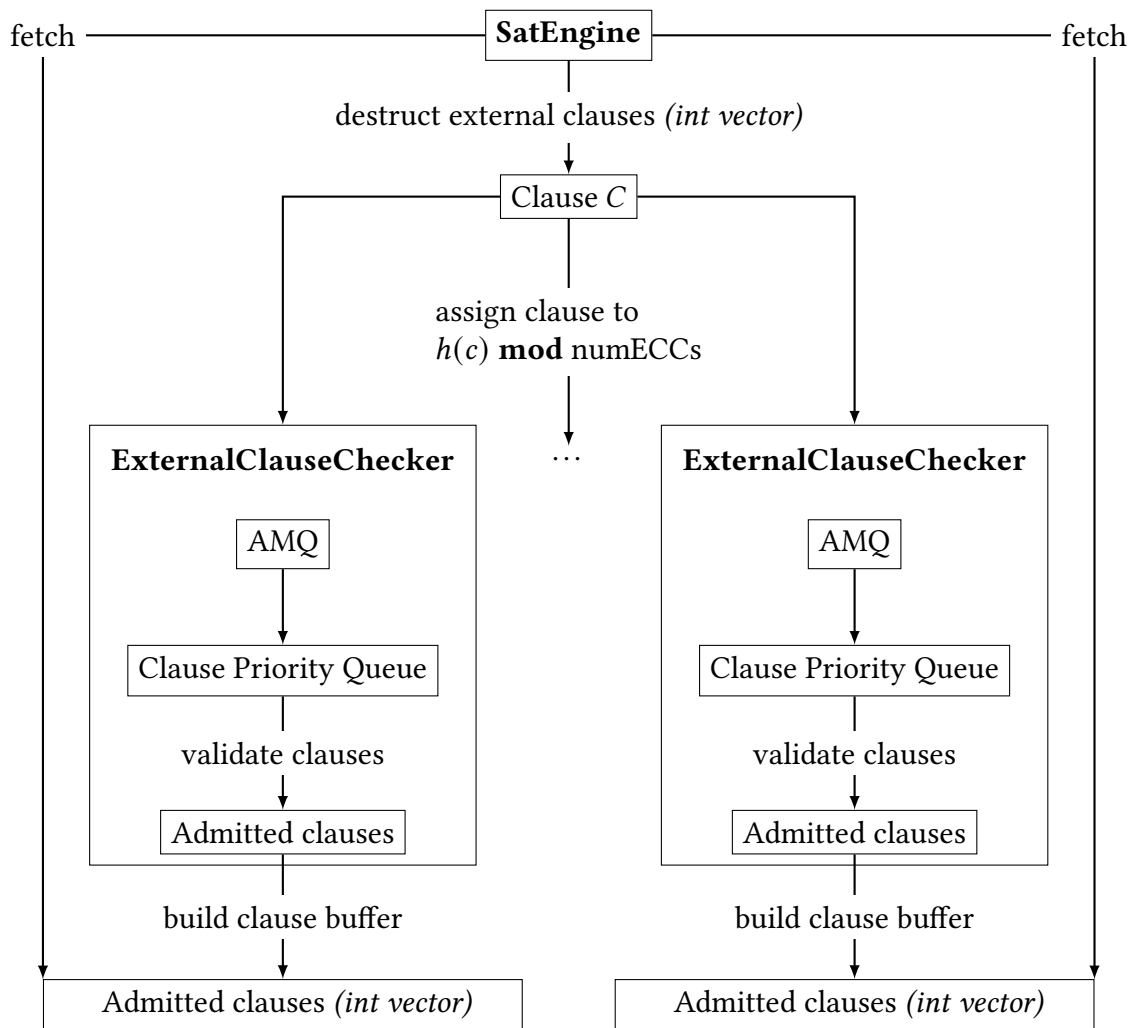 fetch SatEngine fetch
destruct external clauses (int vector)
Clause C
assign clause to
h(c) mod numECCs
ExternalClauseChecker … ExternalClauseChecker
AMQ AMQ
Clause Priority Queue Clause Priority Queue
validate clauses validate clauses
Admitted clauses Admitted clauses
build clause buffer build clause buffer
Admitted clauses (int vector) Admitted clauses (int vector)